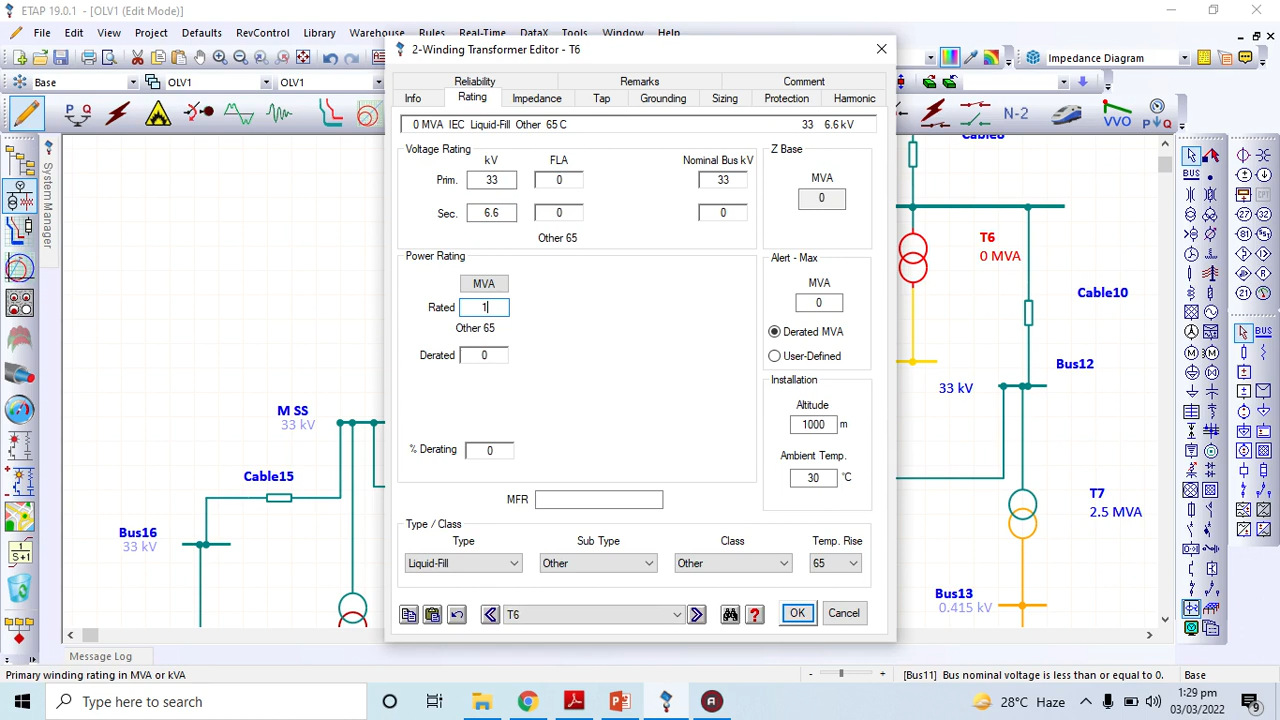 ETAP 19.0.1 - [OLV1 (Edit Mode)]
File Edit View Project Defaults RevControl Library Warehouse Rules Real-Time DataX Tools Window Help
Base OLV1 OLV1 Impedance Diagram
N-2 VVO
System Manager
2-Winding Transformer Editor - T6
Reliability Remarks Comment
Info Rating Impedance Tap Grounding Sizing Protection Harmonic
0 MVA IEC Liquid-Fill Other 65 C 33 6.6 kV
Voltage Rating
kV FLA Nominal Bus kV
Prim. 33 0 33
Sec. 6.6 0 0
Other 65
Z Base
MVA
0
Power Rating
MVA
Rated 1
Other 65
Derated 0
% Derating 0
MFR
Alert - Max
MVA
0
Derated MVA
User-Defined
Installation
Altitude
1000 m
Ambient Temp.
30 °C
Type / Class
Type Sub Type Class Temp. Rise
Liquid-Fill Other Other 65
T6 OK Cancel
M SS
33 kV
Cable15
Bus16
33 kV
T6
0 MVA
Cable10
Bus12
33 kV
T7
2.5 MVA
Bus13
0.415 kV
BUS
BUS
S+1
Message Log
Primary winding rating in MVA or kVA
[Bus11] Bus nominal voltage is less than or equal to 0. Base
Type here to search
28°C Haze
1:29 pm
03/03/2022
9